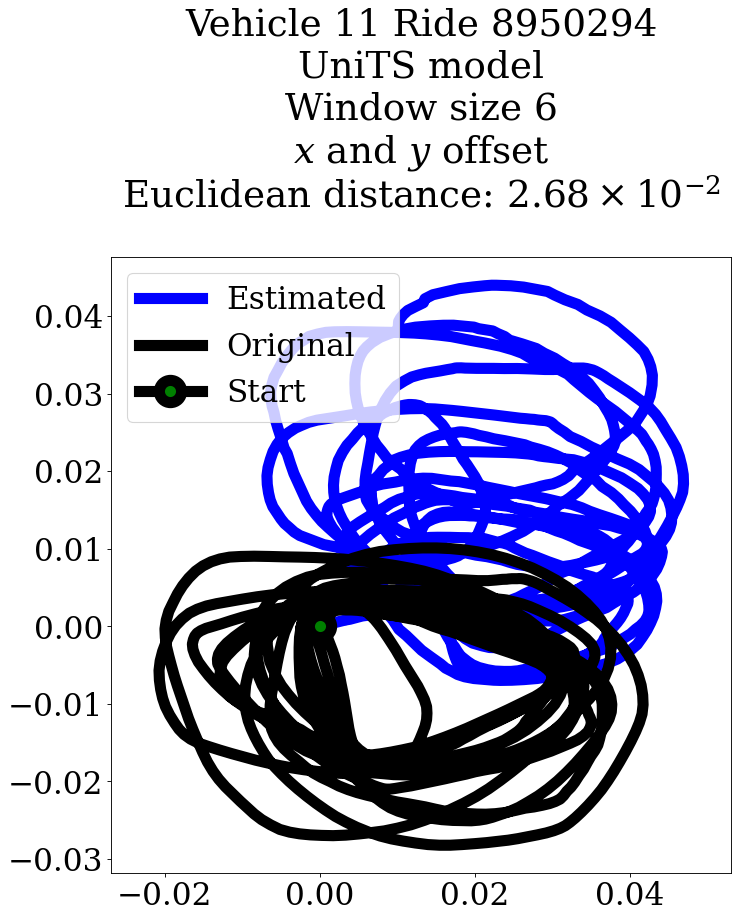 Vehicle 11 Ride 8950294
UniTS model
Window size 6
x and y offset
Euclidean distance: 2.68 × 10⁻²
Estimated
Original
Start
0.04
0.03
0.02
0.01
0.00
−0.01
−0.02
−0.03
−0.02 0.00 0.02 0.04